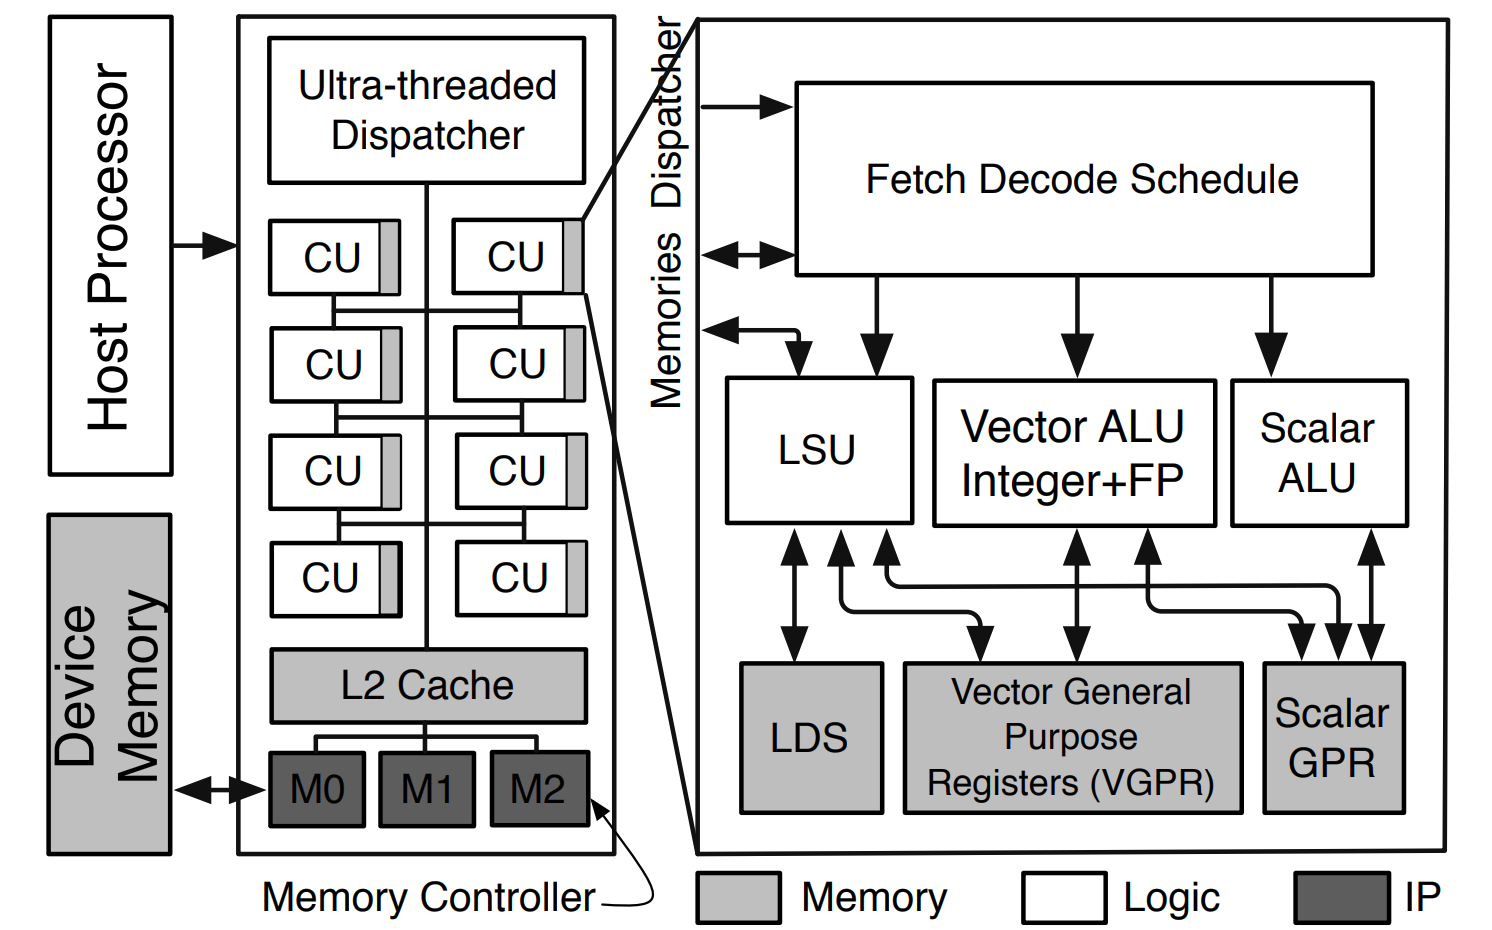 Host Processor
Device
Memory
Ultra-threaded
Dispatcher
CU
CU
CU
CU
CU
CU
CU
CU
L2 Cache
M0
M1
M2
Memory Controller
Dispatcher
Memories
Fetch Decode Schedule
LSU
Vector ALU
Integer+FP
Scalar
ALU
LDS
Vector General
Purpose
Registers (VGPR)
Scalar
GPR
Memory
Logic
IP